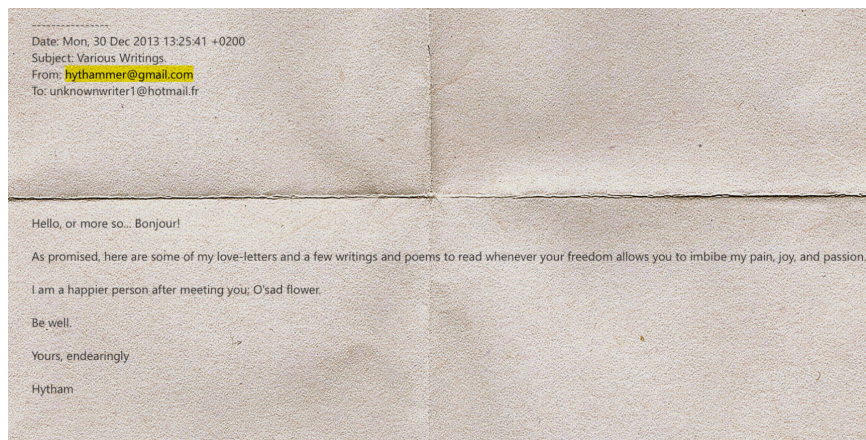 ----------------
Date: Mon, 30 Dec 2013 13:25:41 +0200
Subject: Various Writings.
From: hythammer@gmail.com
To: unknownwriter1@hotmail.fr
Hello, or more so... Bonjour!
As promised, here are some of my love-letters and a few writings and poems to read whenever your freedom allows you to imbibe my pain, joy, and passion.
I am a happier person after meeting you; O'sad flower.
Be well.
Yours, endearingly
Hytham